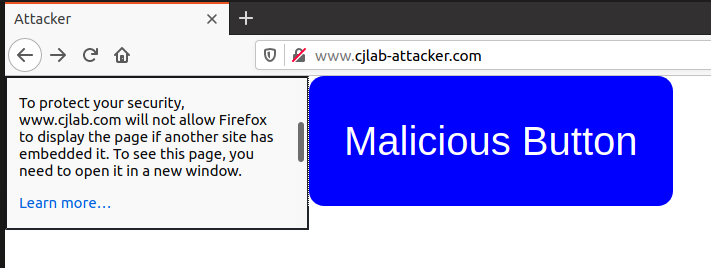 Attacker
www.cjlab-attacker.com
To protect your security,
www.cjlab.com will not allow Firefox
to display the page if another site has
embedded it. To see this page, you
need to open it in a new window.
Learn more…
Malicious Button